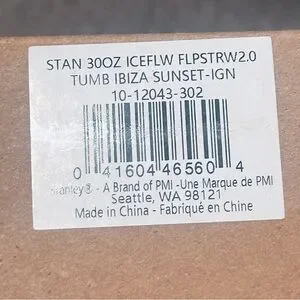 STAN 30OZ ICEFLW FLPSTRW2.0
TUMB IBIZA SUNSET-IGN
10-12043-302
0 41604 46560 4
Stanley® - A Brand of PMI -Une Marque de PMI
Seattle, WA 98121
Made in China - Fabriqué en Chine